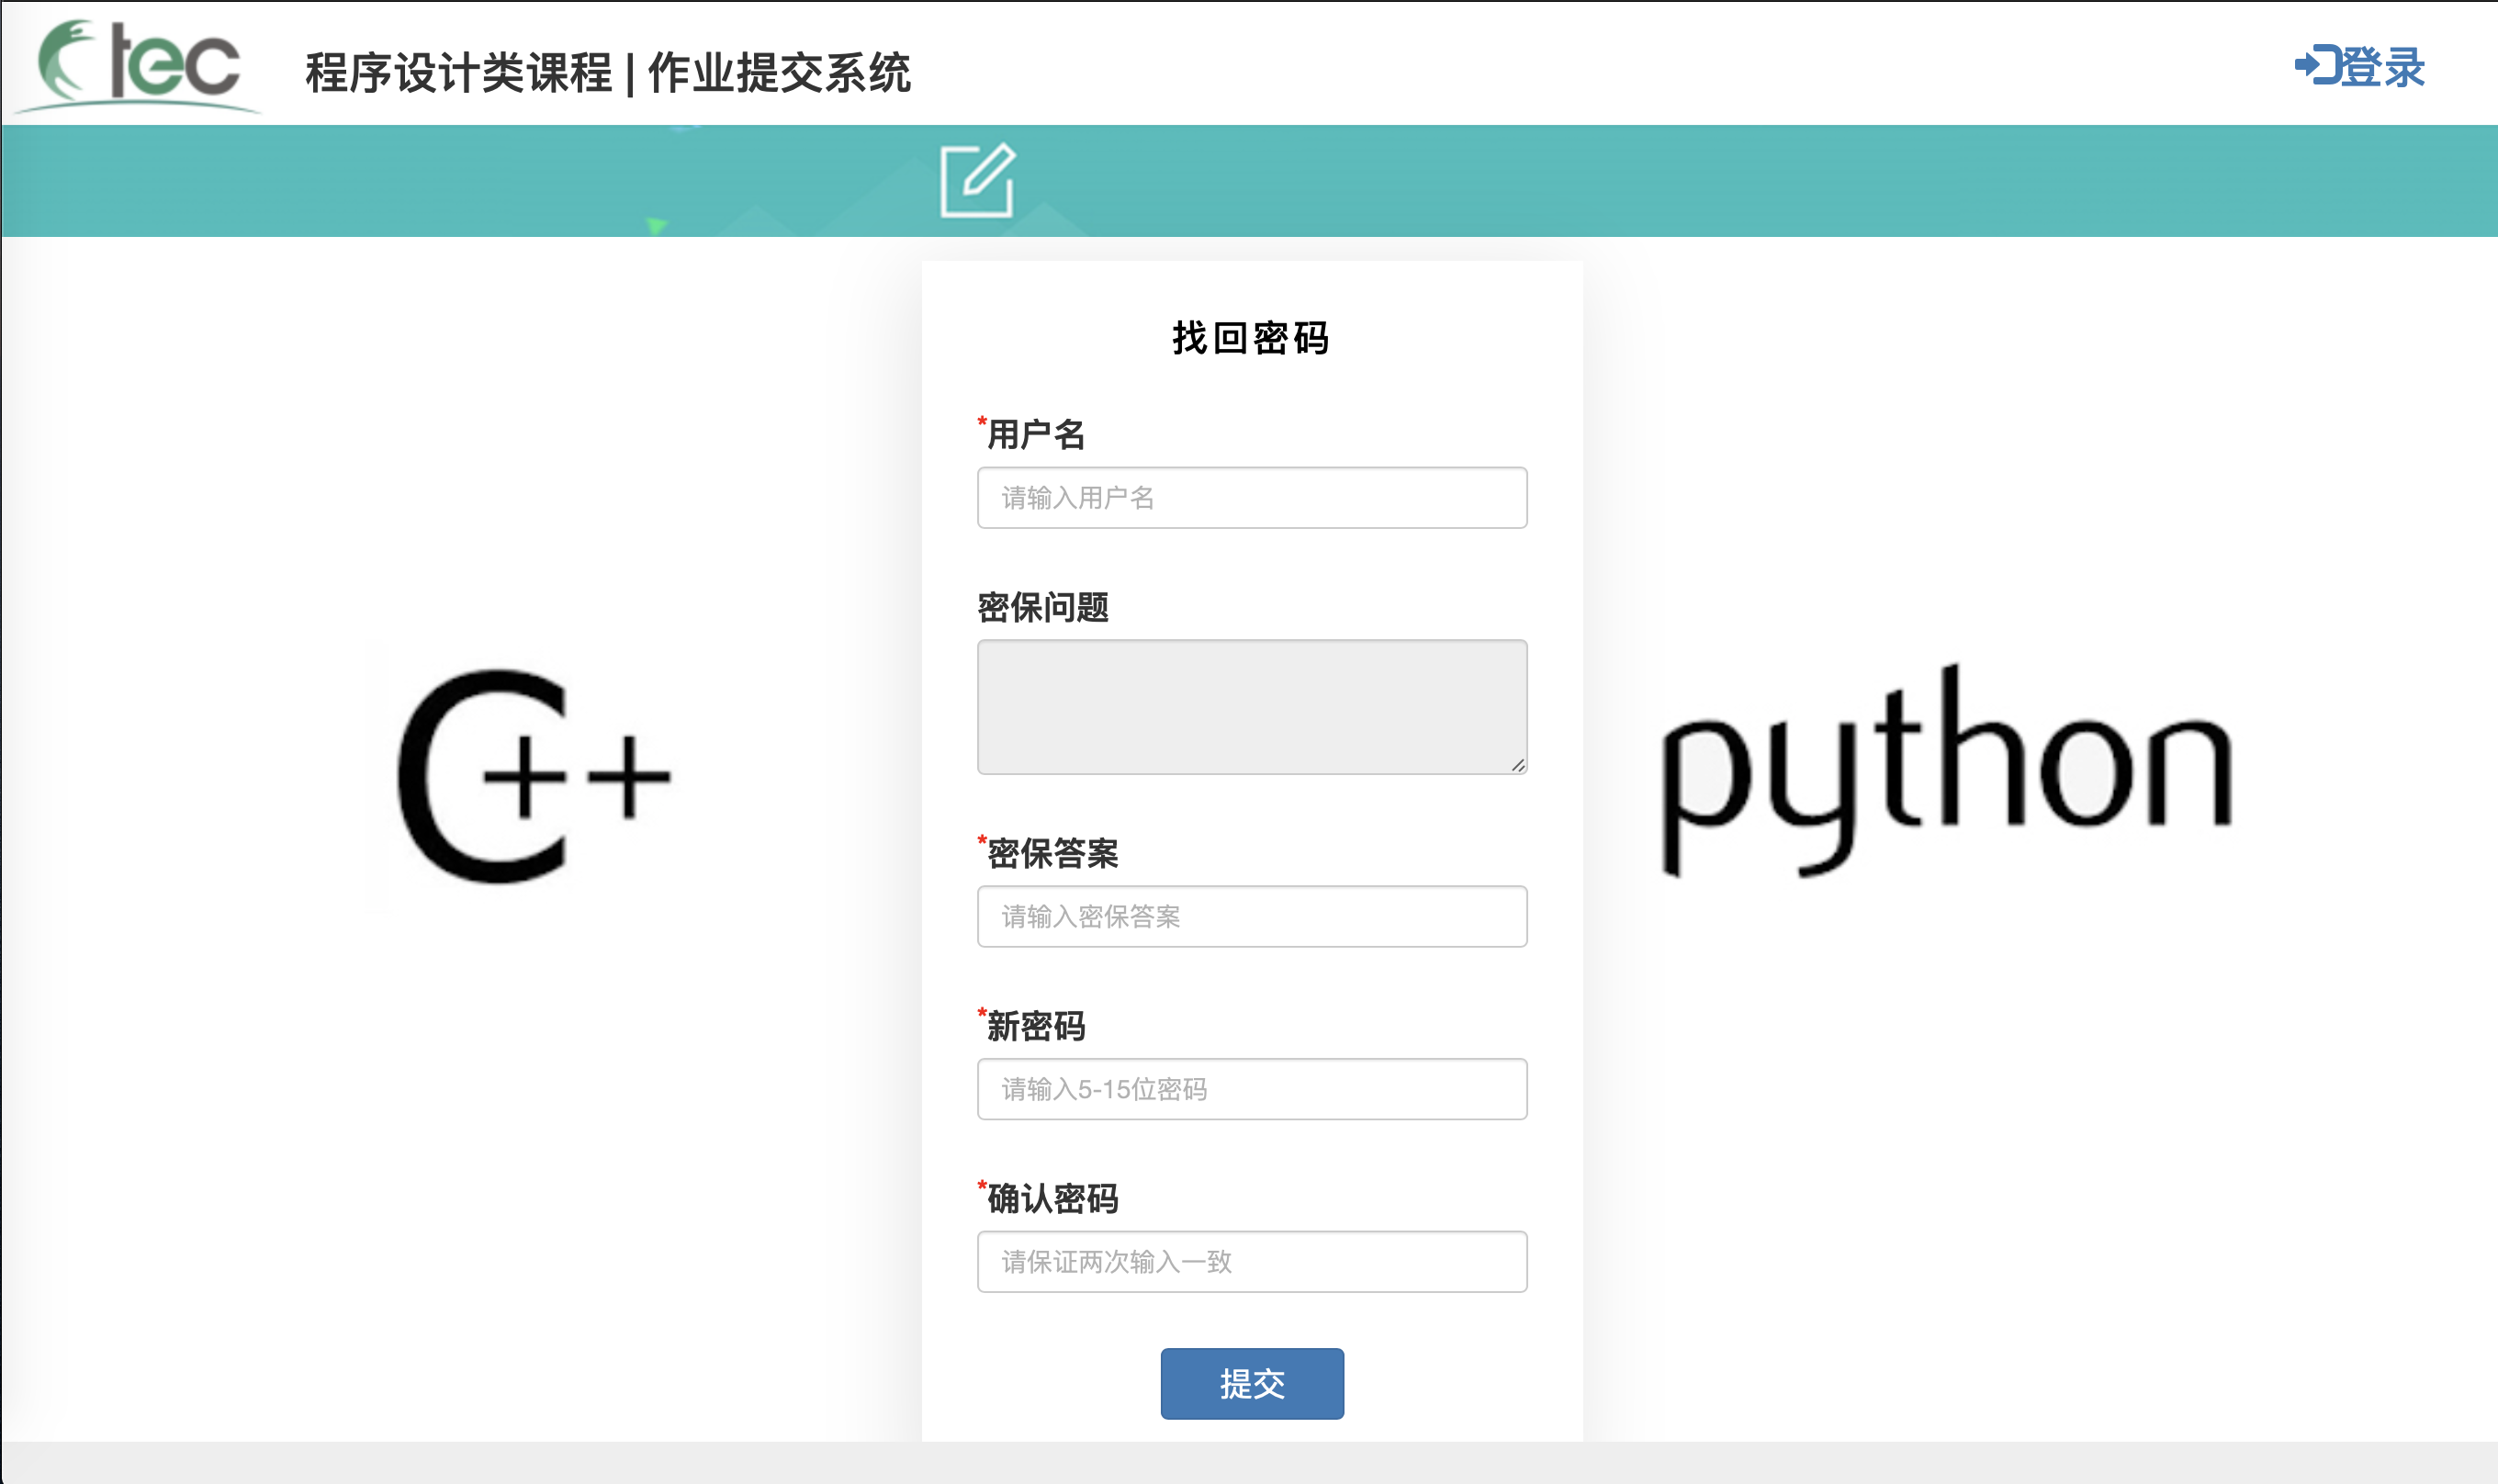 tec
程序设计类课程 | 作业提交系统
登录
找回密码
*用户名
请输入用户名
密保问题
*密保答案
请输入密保答案
*新密码
请输入5-15位密码
*确认密码
请保证两次输入一致
提交
C++
python